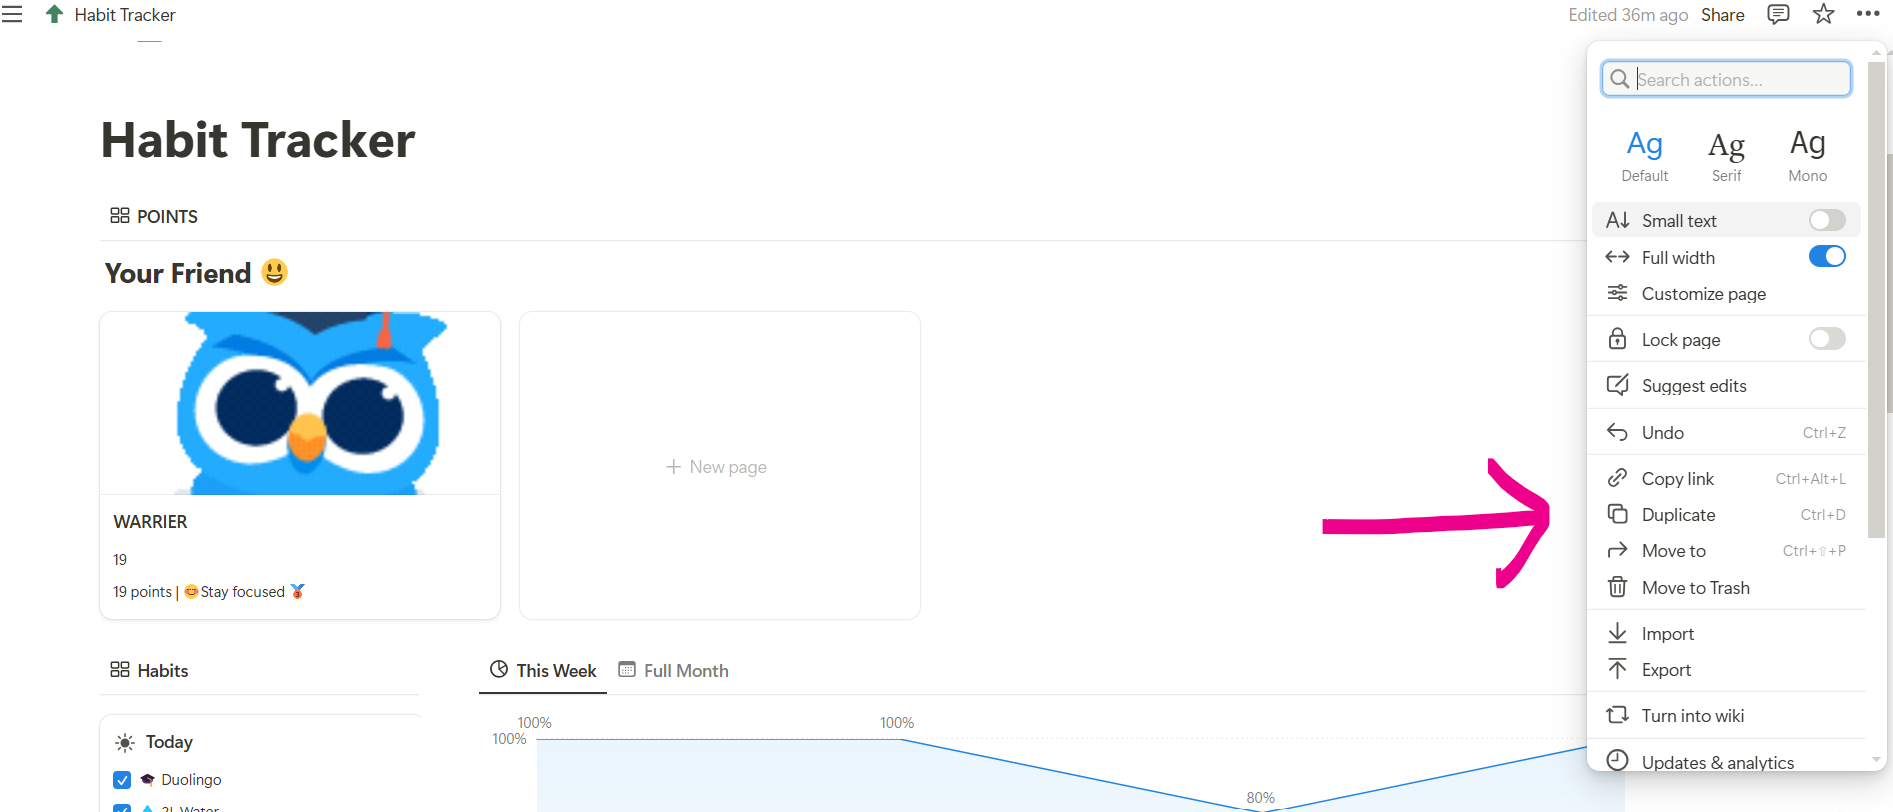 Habit Tracker
Edited 36m ago Share
Habit Tracker
POINTS
Your Friend 😃
WARRIER
19
19 points | 😊Stay focused 🥉
+ New page
Habits
Today
Duolingo
2L Water
This Week Full Month
100% 100%
100%
80%
Search actions...
Ag Ag Ag
Default Serif Mono
Small text
Full width
Customize page
Lock page
Suggest edits
Undo Ctrl+Z
Copy link Ctrl+Alt+L
Duplicate Ctrl+D
Move to Ctrl+⇧+P
Move to Trash
Import
Export
Turn into wiki
Updates & analytics